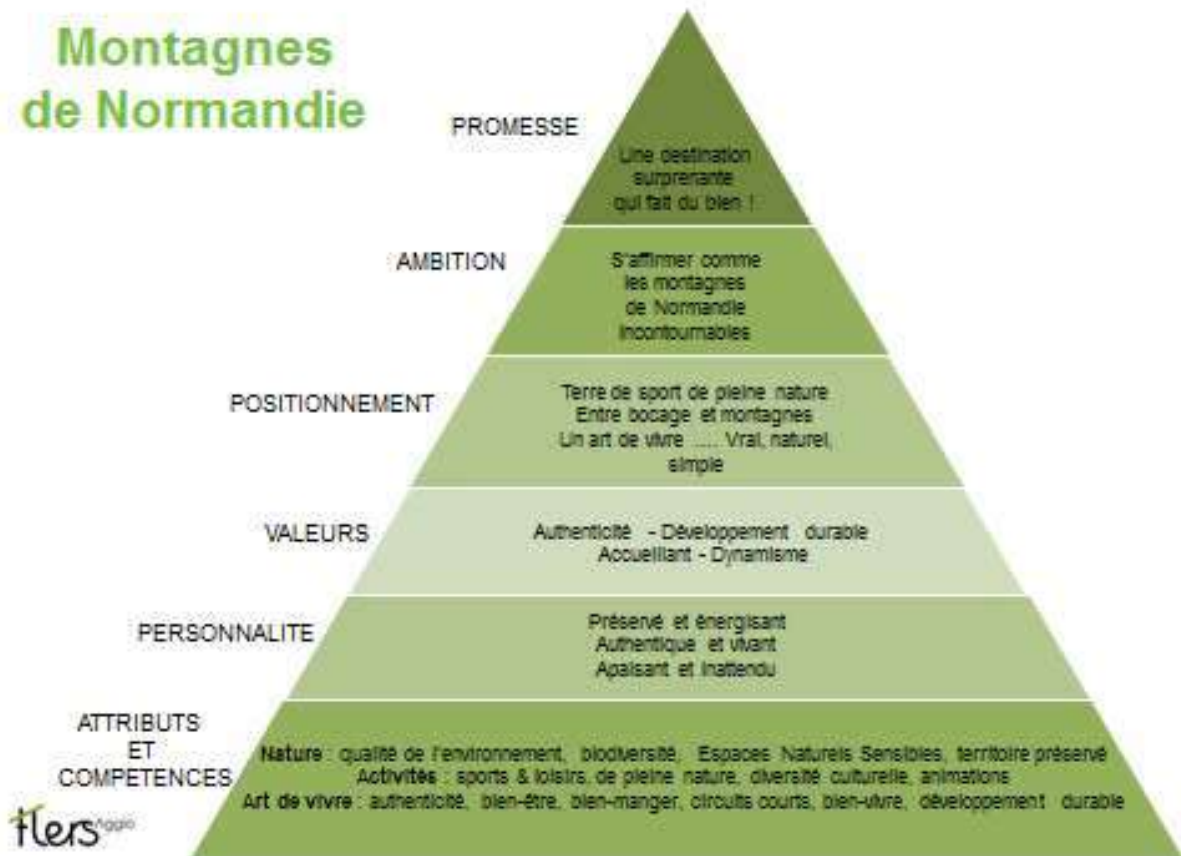 Montagnes
de Normandie
PROMESSE
Une destination
surprenante
qui fait du bien !
AMBITION
S'affirmer comme
les montagnes
de Normandie
incontournables
POSITIONNEMENT
Terre de sport de pleine nature
Entre bocage et montagnes
Un art de vivre .... Vrai, naturel,
simple
VALEURS
Authenticité - Développement durable
Accueillant - Dynamisme
PERSONNALITE
Préservé et énergisant
Authentique et vivant
Apaisant et inattendu
ATTRIBUTS
ET
COMPETENCES
Nature : qualité de l'environnement, biodiversité, Espaces Naturels Sensibles, territoire préservé
Activités : sports & loisirs, de pleine nature, diversité culturelle, animations
Art de vivre : authenticité, bien-être, bien-manger, circuits courts, bien-vivre, développement durable
flers Agglo